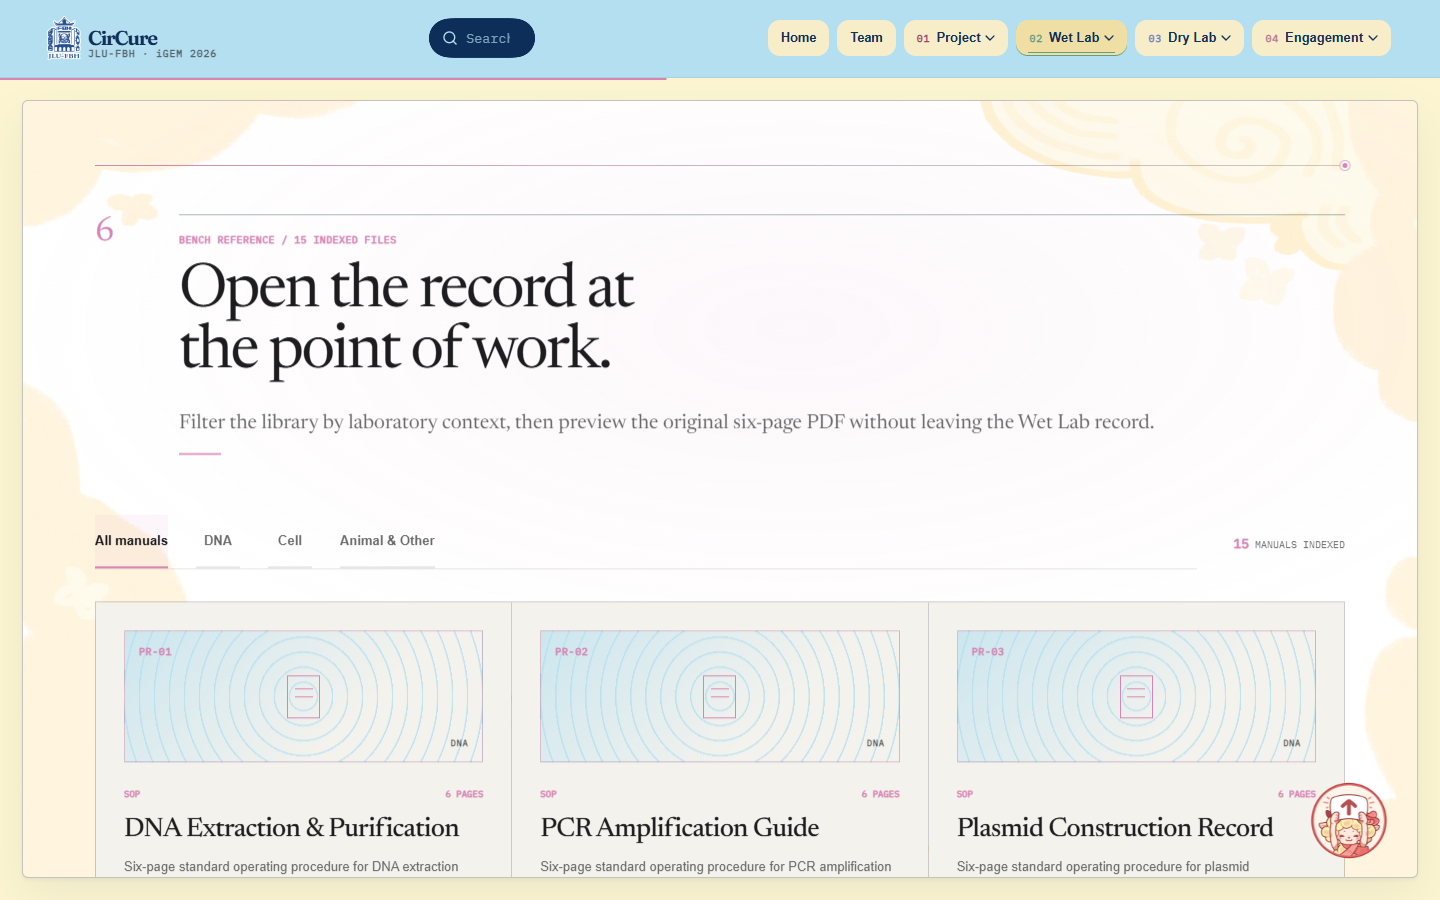 CirCure
JLU-FBH · iGEM 2026
JLU-FBH
Search
Home
Team
01 Project
02 Wet Lab
03 Dry Lab
04 Engagement
6
BENCH REFERENCE / 15 INDEXED FILES
Open the record at
the point of work.
Filter the library by laboratory context, then preview the original six-page PDF without leaving the Wet Lab record.
All manuals
DNA
Cell
Animal & Other
15 MANUALS INDEXED
PR-01
DNA
SOP
6 PAGES
DNA Extraction & Purification
Six-page standard operating procedure for DNA extraction
PR-02
DNA
SOP
6 PAGES
PCR Amplification Guide
Six-page standard operating procedure for PCR amplification
PR-03
DNA
SOP
6 PAGES
Plasmid Construction Record
Six-page standard operating procedure for plasmid